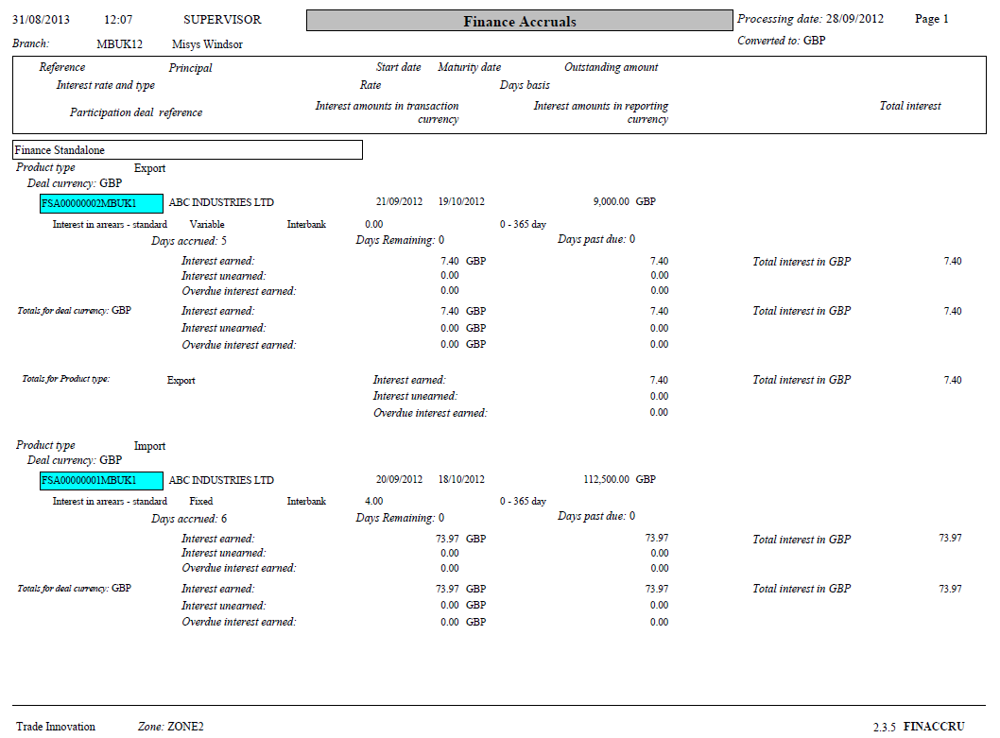 31/08/2013 12:07 SUPERVISOR Finance Accruals Processing date: 28/09/2012 Page 1
Branch: MBUK12 Misys Windsor Converted to: GBP
Reference Principal Start date Maturity date Outstanding amount
Interest rate and type Rate Days basis
Participation deal reference Interest amounts in transaction currency Interest amounts in reporting currency Total interest
Finance Standalone
Product type Export
Deal currency: GBP
FSA00000002MBUK1 ABC INDUSTRIES LTD 21/09/2012 19/10/2012 9,000.00 GBP
Interest in arrears - standard Variable Interbank 0.00 0 - 365 day
Days accrued: 5 Days Remaining: 0 Days past due: 0
Interest earned: 7.40 GBP 7.40 Total interest in GBP 7.40
Interest unearned: 0.00 0.00
Overdue interest earned: 0.00 0.00
Totals for deal currency: GBP Interest earned: 7.40 GBP 7.40 Total interest in GBP 7.40
Interest unearned: 0.00 GBP 0.00
Overdue interest earned: 0.00 GBP 0.00
Totals for Product type: Export Interest earned: 7.40 Total interest in GBP 7.40
Interest unearned: 0.00
Overdue interest earned: 0.00
Product type Import
Deal currency: GBP
FSA00000001MBUK1 ABC INDUSTRIES LTD 20/09/2012 18/10/2012 112,500.00 GBP
Interest in arrears - standard Fixed Interbank 4.00 0 - 365 day
Days accrued: 6 Days Remaining: 0 Days past due: 0
Interest earned: 73.97 GBP 73.97 Total interest in GBP 73.97
Interest unearned: 0.00 0.00
Overdue interest earned: 0.00 0.00
Totals for deal currency: GBP Interest earned: 73.97 GBP 73.97 Total interest in GBP 73.97
Interest unearned: 0.00 GBP 0.00
Overdue interest earned: 0.00 GBP 0.00
Trade Innovation Zone: ZONE2 2.3.5 FINACCRU